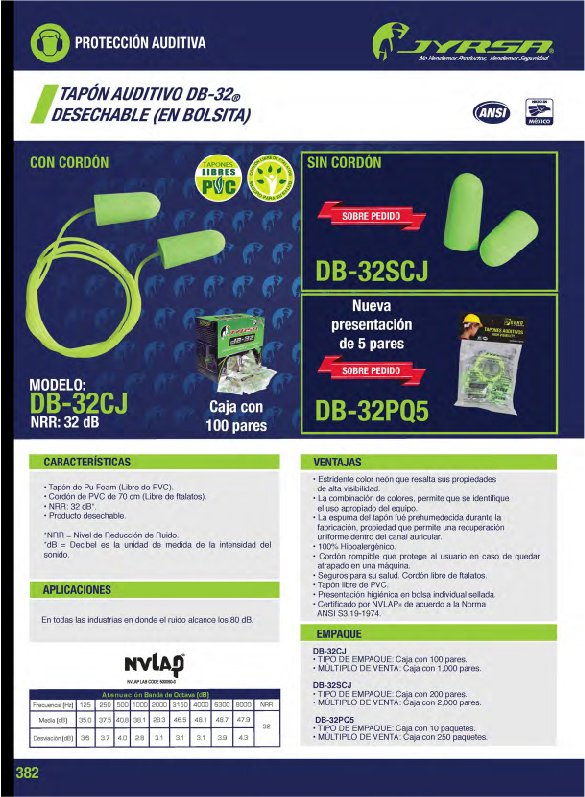 PROTECCIÓN AUDITIVA
JYRSA®
No Vendemos Productos, Vendemos Seguridad
TAPÓN AUDITIVO DB-32®
DESECHABLE (EN BOLSITA)
ANSI
HECHO EN
MÉXICO
CON CORDÓN
TAPONES
LIBRES
PVC
MODELO:
DB-32CJ
NRR: 32 dB
JYRSA
dB-32
Caja con
100 pares
SIN CORDÓN
SOBRE PEDIDO
DB-32SCJ
Nueva
presentación
de 5 pares
SOBRE PEDIDO
DB-32PQ5
TAPONES AUDITIVOS
CARACTERÍSTICAS
• Tapón de Pu Foam (Libre de PVC).
• Cordón de PVC de 70 cm (Libre de ftalatos).
• NRR: 32 dB*.
• Producto desechable.
*NRR = Nivel de Reducción de Ruido.
*dB = Decibel es la unidad de medida de la intensidad del
sonido.
APLICACIONES
En todas las industrias en donde el ruido alcance los 80 dB.
NVLAP
NVLAP LAB CODE
Atenuación Banda de Octava (dB)
Frecuencia (Hz) 125 250 500 1000 2000 3150 4000 6300 8000 NRR
Media (dB) 35.0 37.5 40.8 38.1 46.5 48.7 47.9
32
Desviación(dB) 3.7 4.0 2.8 3.1 3.1 3.1 3.9 4.3
VENTAJAS
• Estridente color neón que resalta sus propiedades
de alta visibilidad.
• La combinación de colores, permite que se identifique
el uso apropiado del equipo.
• La espuma del tapón fué prehumedecida durante la
fabricación, propiedad que permite una recuperación
uniforme dentro del canal auricular.
• 100% Hipoalergénico.
• Cordón rompible que protege al usuario en caso de quedar
atrapado en una máquina.
• Seguros para su salud. Cordón libre de ftalatos.
• Tapón libre de PVC.
• Presentación higiénica en bolsa individual sellada.
• Certificado por NVLAP® de acuerdo a la Norma
ANSI S3.19-1974.
EMPAQUE
DB-32CJ
• TIPO DE EMPAQUE: Caja con 100 pares.
• MÚLTIPLO DE VENTA: Caja con 1,000 pares.
DB-32SCJ
• TIPO DE EMPAQUE: Caja con 200 pares.
• MÚLTIPLO DE VENTA: Caja con 2,000 pares.
DB-32PC5
• TIPO DE EMPAQUE: Caja con 10 paquetes.
• MÚLTIPLO DE VENTA: Caja con 250 paquetes.
382